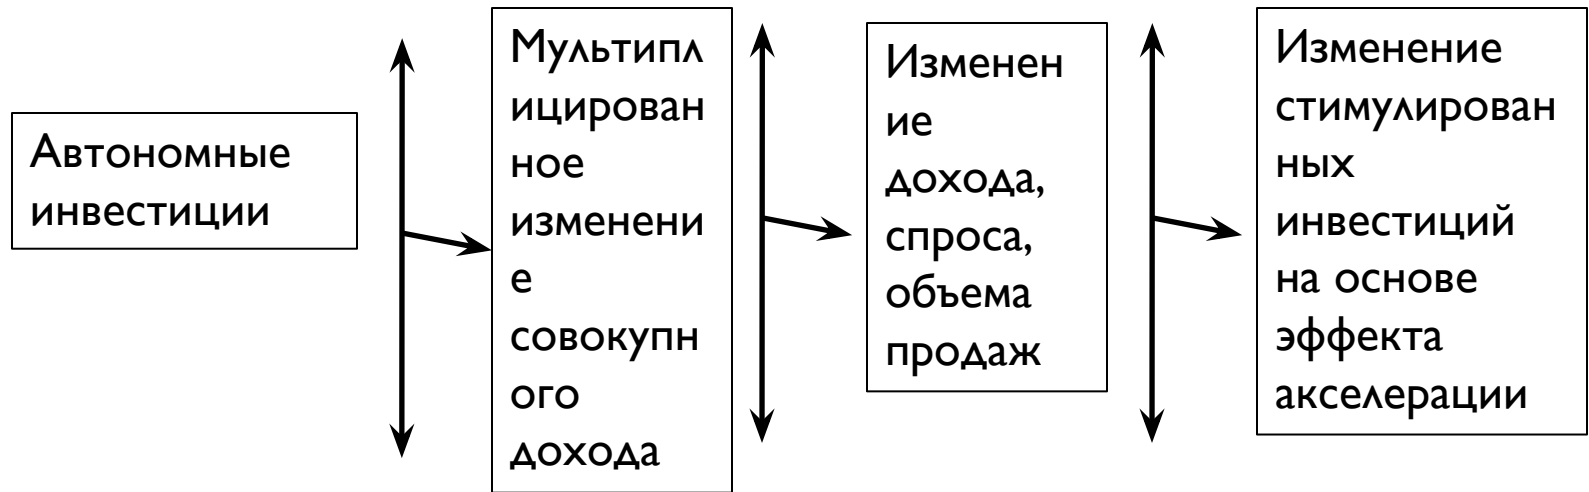 Автономные
инвестиции
Мультипл
ицирован
ное
изменени
е
совокупн
ого
дохода
Изменен
ие
дохода,
спроса,
объема
продаж
Изменение
стимулирован
ных
инвестиций
на основе
эффекта
акселерации